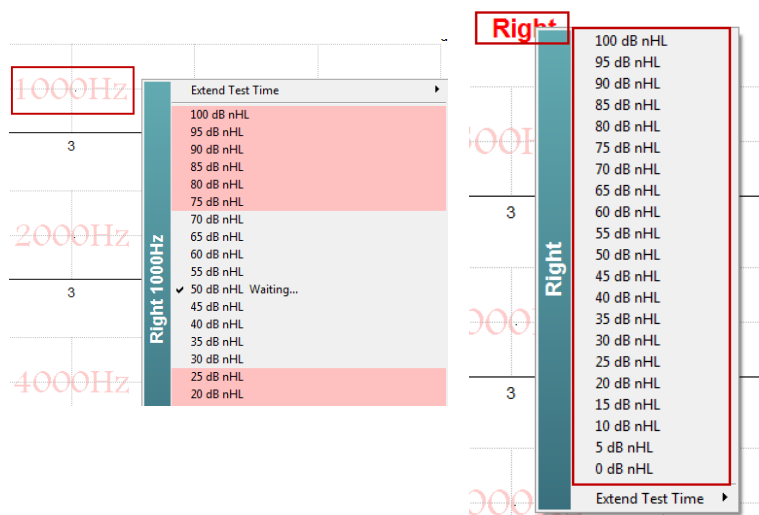 1000Hz
3
2000Hz
3
4000Hz
Right 1000Hz
Extend Test Time
100 dB nHL
95 dB nHL
90 dB nHL
85 dB nHL
80 dB nHL
75 dB nHL
70 dB nHL
65 dB nHL
60 dB nHL
55 dB nHL
50 dB nHL Waiting...
45 dB nHL
40 dB nHL
35 dB nHL
30 dB nHL
25 dB nHL
20 dB nHL
Right
3
3
Right
100 dB nHL
95 dB nHL
90 dB nHL
85 dB nHL
80 dB nHL
75 dB nHL
70 dB nHL
65 dB nHL
60 dB nHL
55 dB nHL
50 dB nHL
45 dB nHL
40 dB nHL
35 dB nHL
30 dB nHL
25 dB nHL
20 dB nHL
15 dB nHL
10 dB nHL
5 dB nHL
0 dB nHL
Extend Test Time